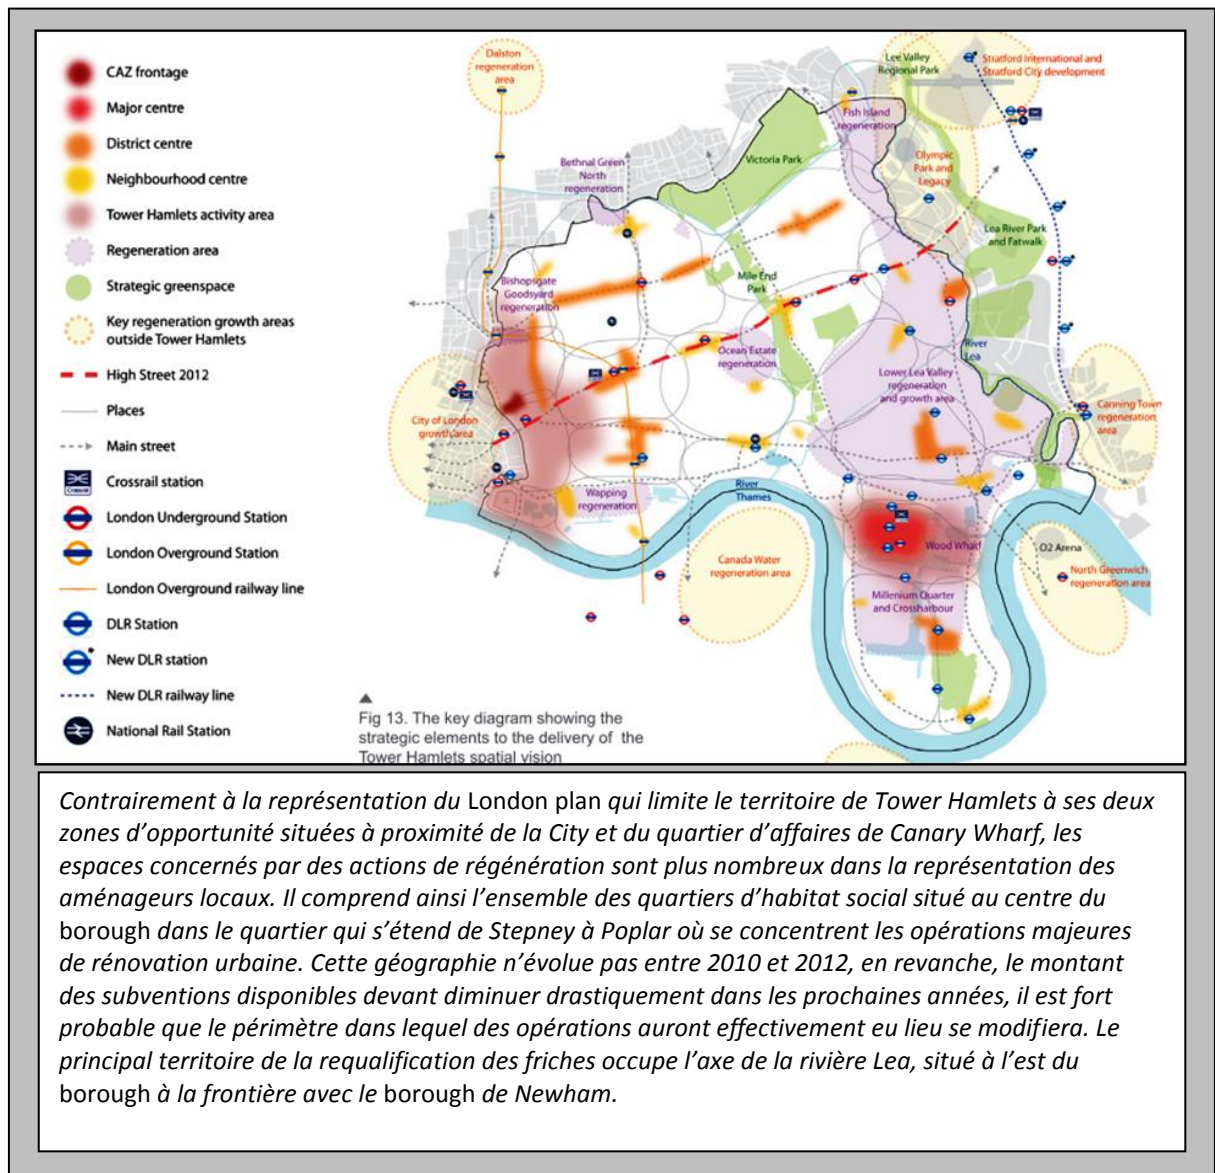 CAZ frontage
Major centre
District centre
Neighbourhood centre
Tower Hamlets activity area
Regeneration area
Strategic greenspace
Key regeneration growth areas
outside Tower Hamlets
High Street 2012
Places
Main street
Crossrail station
London Underground Station
London Overground Station
London Overground railway line
DLR Station
New DLR station
New DLR railway line
National Rail Station
Dalston
regeneration
area
Lee Valley
Regional Park
Stratford International and
Stratford City development
Fish Island
regeneration
Victoria Park
Bethnal Green
North
regeneration
Olympic
Park and
Legacy
Lea River Park
and Fatwalk
Mile End
Park
Bishopsgate
Goodsyard
regeneration
Ocean Estate
regeneration
River
Lea
Lower Lea Valley
regeneration
and growth area
City of London
growth area
Canning Town
regeneration
area
Wapping
regeneration
River
Thames
Canada Water
regeneration area
Wood Wharf
O2 Arena
North Greenwich
regeneration area
Millenium Quarter
and Crossharbour
Fig 13. The key diagram showing the
strategic elements to the delivery of the
Tower Hamlets spatial vision
Contrairement à la représentation du London plan qui limite le territoire de Tower Hamlets à ses deux
zones d’opportunité situées à proximité de la City et du quartier d’affaires de Canary Wharf, les
espaces concernés par des actions de régénération sont plus nombreux dans la représentation des
aménageurs locaux. Il comprend ainsi l’ensemble des quartiers d’habitat social situé au centre du
borough dans le quartier qui s’étend de Stepney à Poplar où se concentrent les opérations majeures
de rénovation urbaine. Cette géographie n’évolue pas entre 2010 et 2012, en revanche, le montant
des subventions disponibles devant diminuer drastiquement dans les prochaines années, il est fort
probable que le périmètre dans lequel des opérations auront effectivement eu lieu se modifiera. Le
principal territoire de la requalification des friches occupe l’axe de la rivière Lea, situé à l’est du
borough à la frontière avec le borough de Newham.